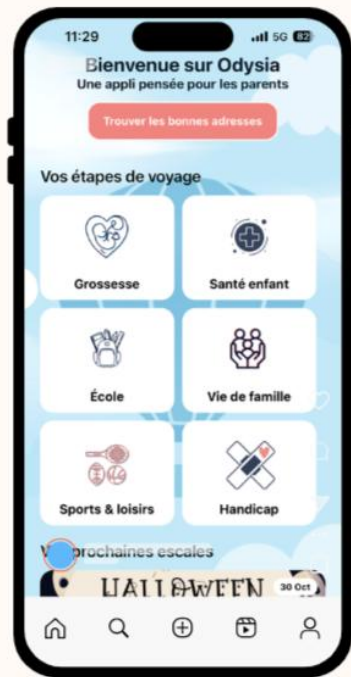 11:29
5G 82
Bienvenue sur Odysia
Une appli pensée pour les parents
Trouver les bonnes adresses
Vos étapes de voyage
Grossesse
Santé enfant
École
Vie de famille
Sports & loisirs
Handicap
prochaines escales
HALLOWEEN
30 Oct